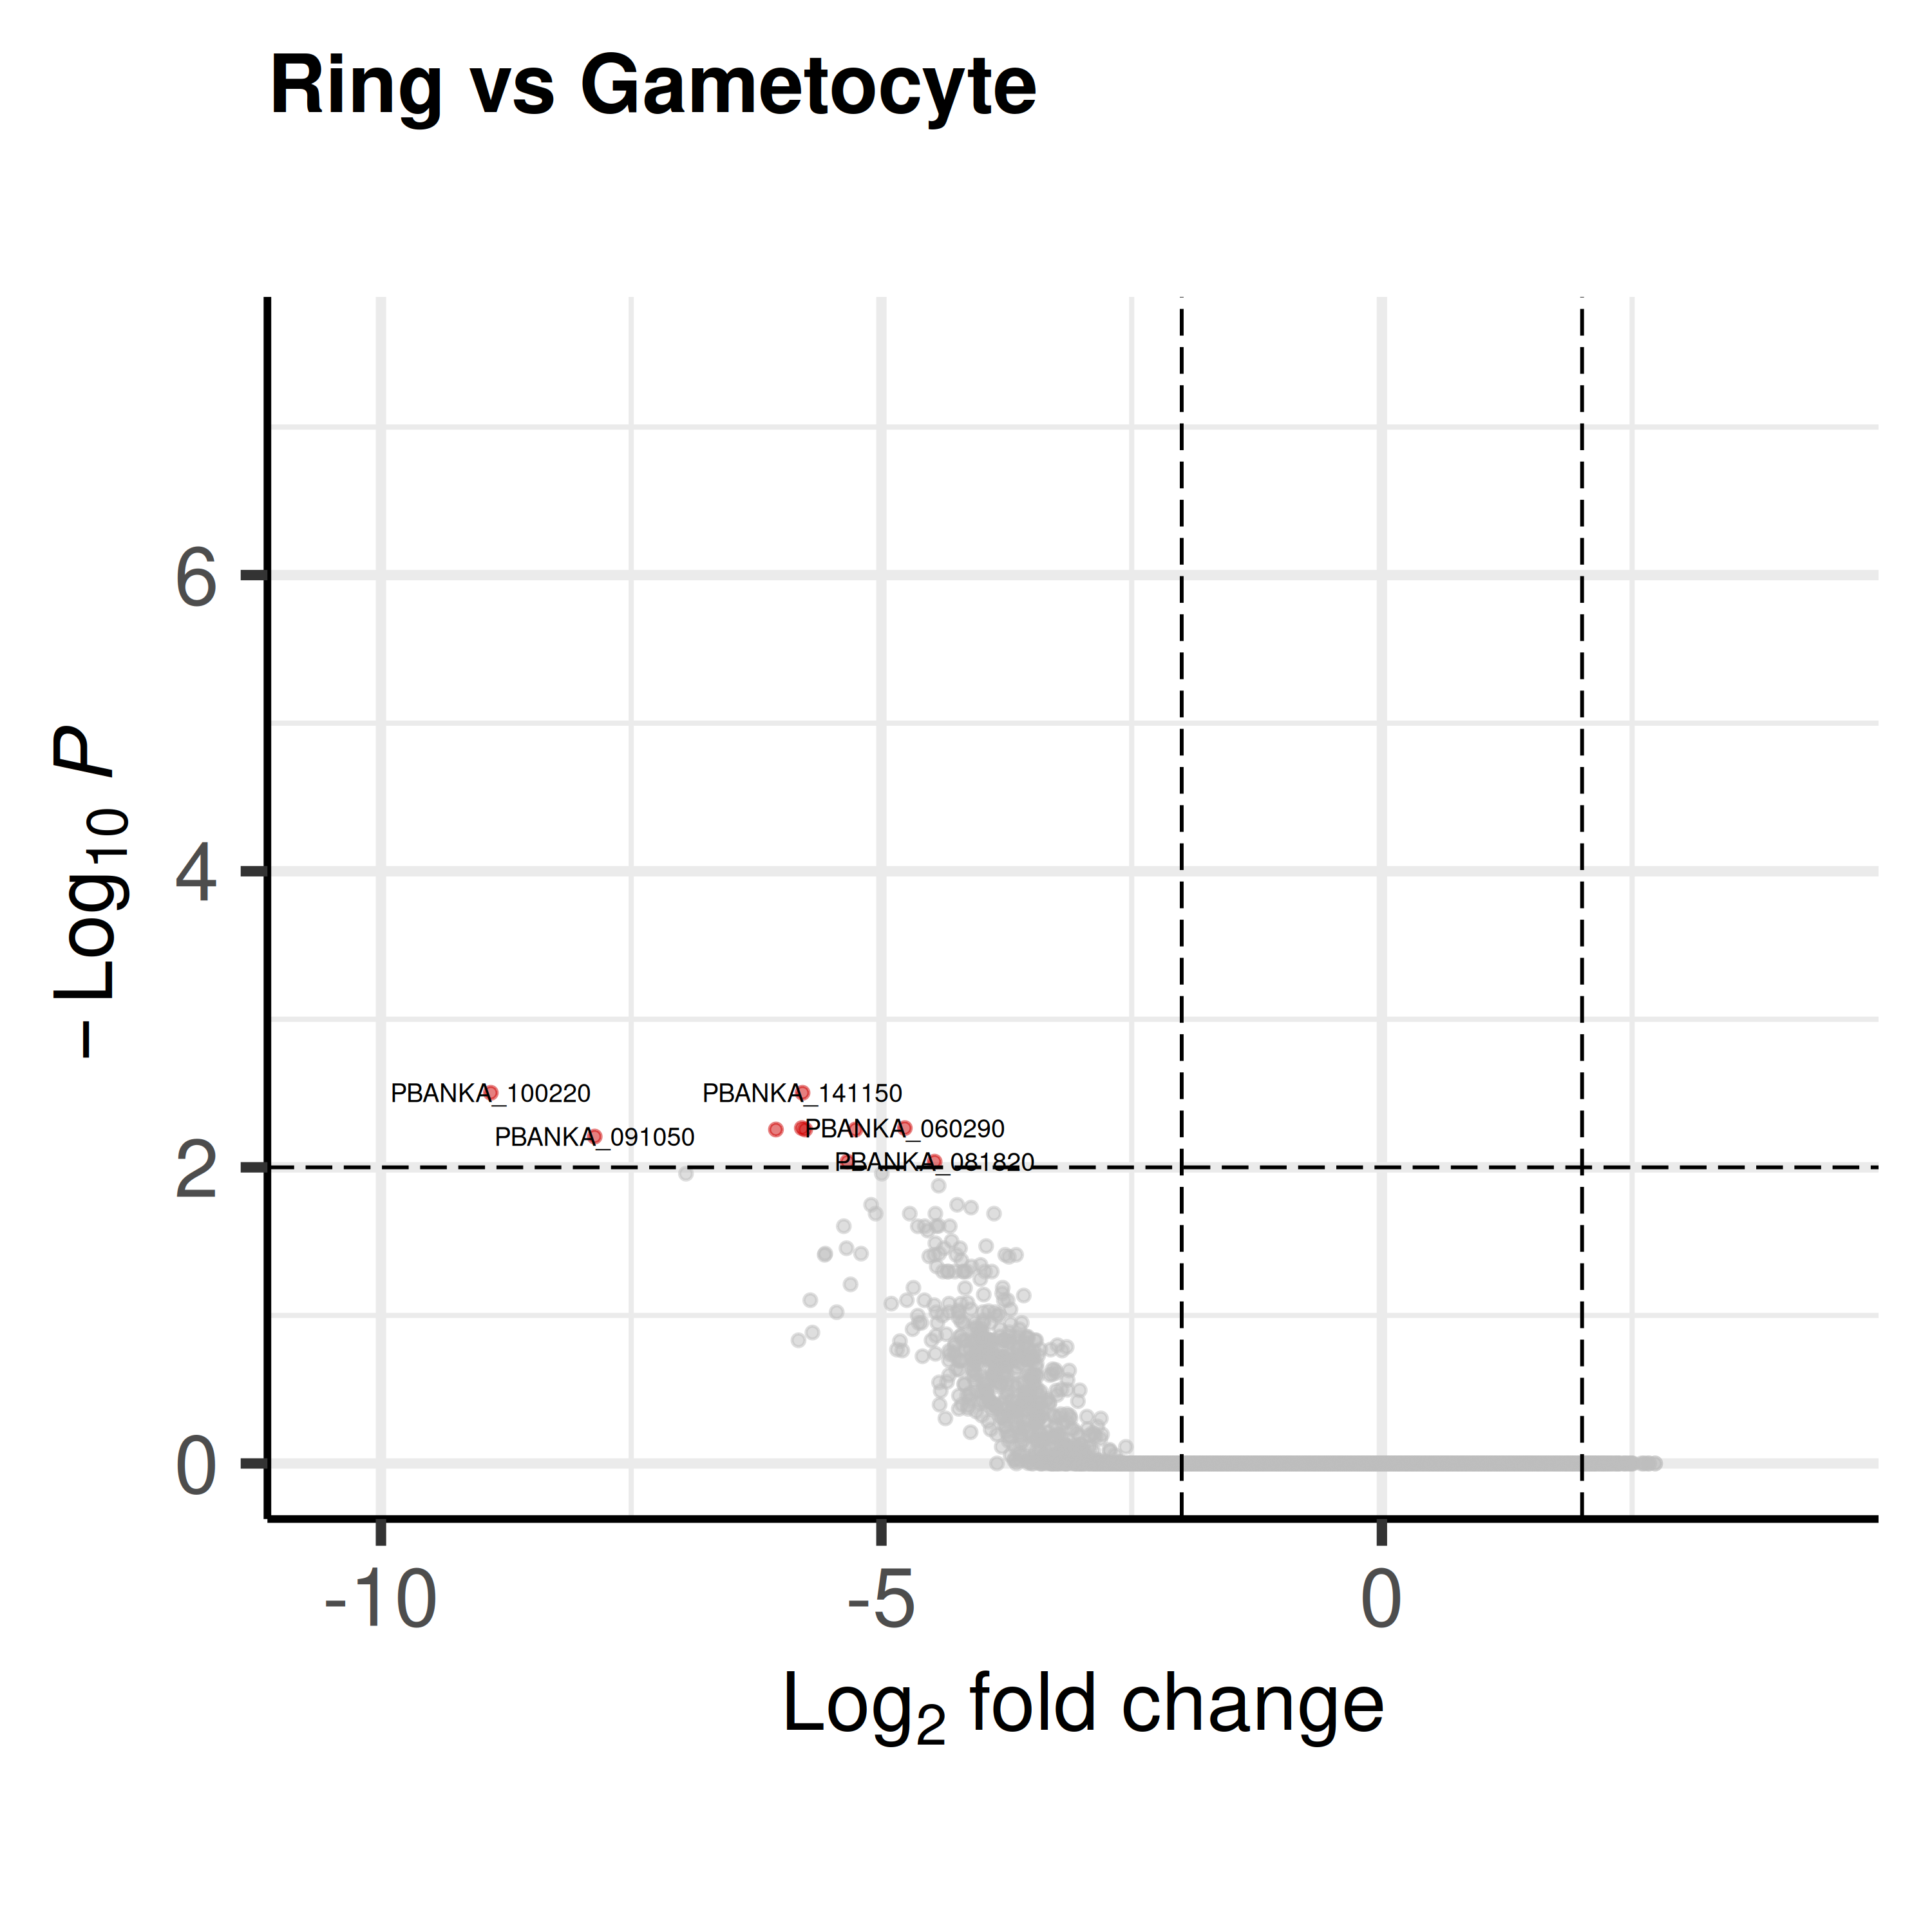 Ring vs Gametocyte
− Log10 P
6
4
2
0
PBANKA_100220
PBANKA_141150
PBANKA_060290
PBANKA_091050
PBANKA_081820
-10
-5
0
Log2 fold change